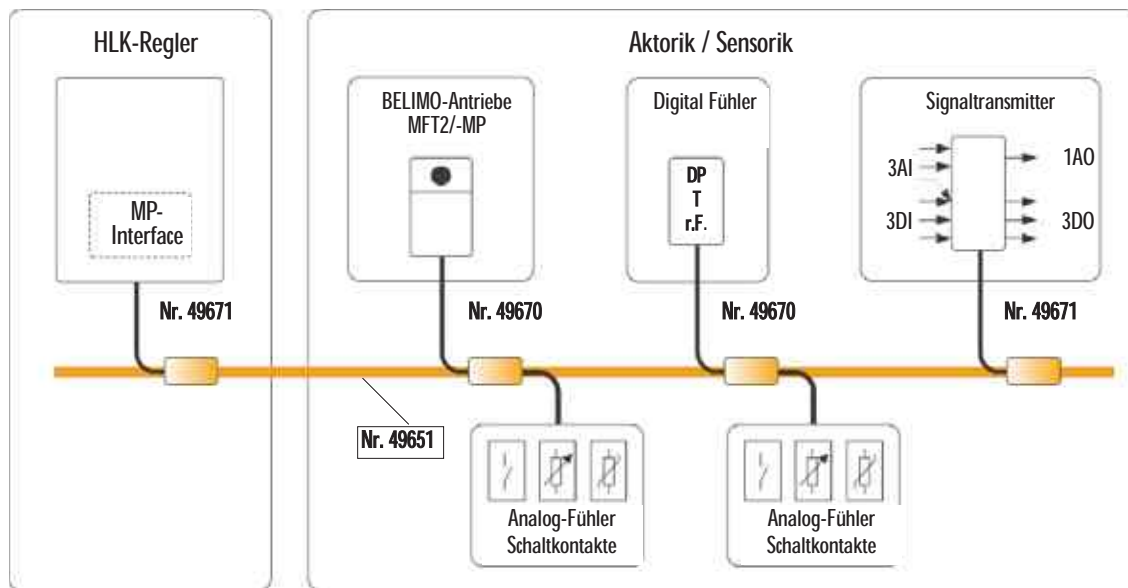 HLK-Regler
Aktorik / Sensorik
BELIMO-Antriebe
MFT2/-MP
Digital Fühler
Signaltransmitter
DP
T
r.F.
3AI
1AO
3DI
3DO
MP-
Interface
Nr. 49671
Nr. 49670
Nr. 49670
Nr. 49671
Nr. 49651
Analog-Fühler
Schaltkontakte
Analog-Fühler
Schaltkontakte